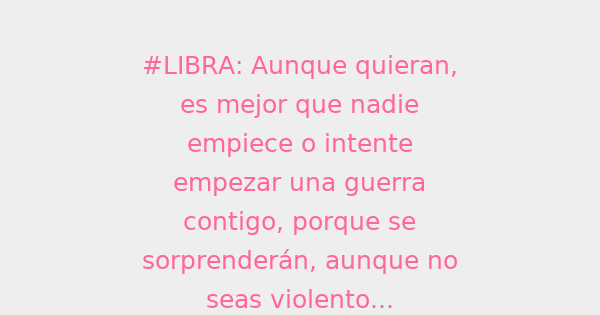 #LIBRA: Aunque quieran,
es mejor que nadie
empiece o intente
empezar una guerra
contigo, porque se
sorprenderán, aunque no
seas violento...